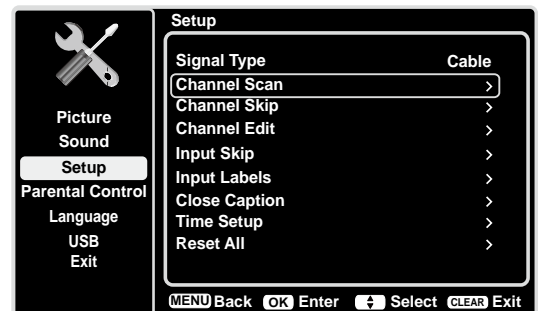 Setup
Picture
Sound
Setup
Parental Control
Language
USB
Exit
Signal Type Cable
Channel Scan >
Channel Skip >
Channel Edit >
Input Skip >
Input Labels >
Close Caption >
Time Setup >
Reset All >
MENU Back OK Enter Select CLEAR Exit